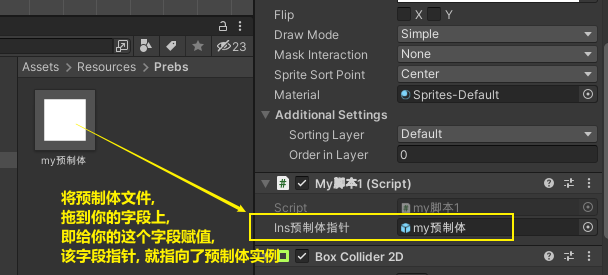 23
Assets > Resources > Prebs
my预制体
将预制体文件,
拖到你的字段上,
即给你的这个字段赋值,
该字段指针, 就指向了预制体实例
Flip X Y
Draw Mode Simple
Mask Interaction None
Sprite Sort Point Center
Material Sprites-Default
Additional Settings
Sorting Layer Default
Order in Layer 0
# My脚本1 (Script)
Script # my脚本1
Ins预制体指针 my预制体
Box Collider 2D